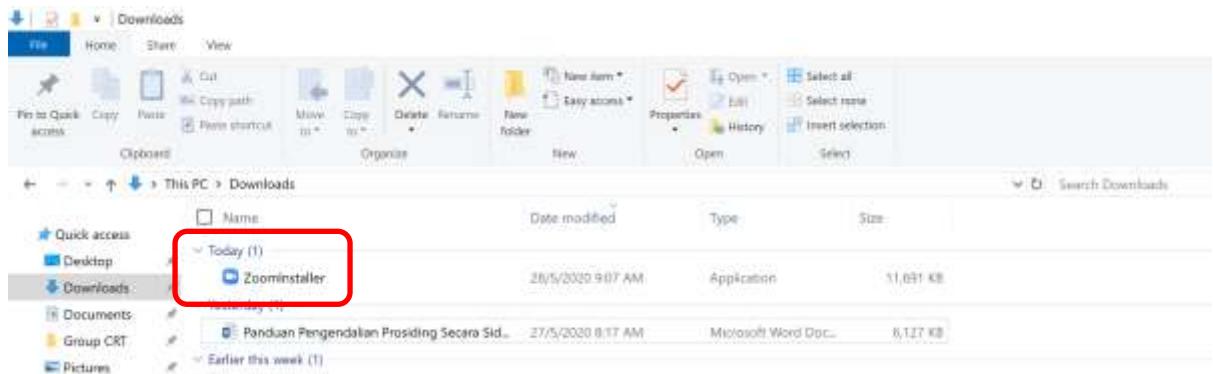 Downloads
File Home Share View
Pin to Quick access
Copy
Paste
Cut
Copy path
Paste shortcut
Clipboard
Move to
Copy to
Delete
Rename
Organize
New folder
New item
Easy access
New
Properties
Open
Edit
History
Open
Select all
Select none
Invert selection
Select
This PC > Downloads
Search Downloads
Name Date modified Type Size
Quick access
Desktop
Downloads
Documents
Group CRT
Pictures
Today (1)
ZoomInstaller 28/5/2020 9:07 AM Application 11,691 KB
Yesterday (1)
Panduan Pengendalian Prosiding Secara Sid... 27/5/2020 8:17 AM Microsoft Word Doc... 6,127 KB
Earlier this week (1)